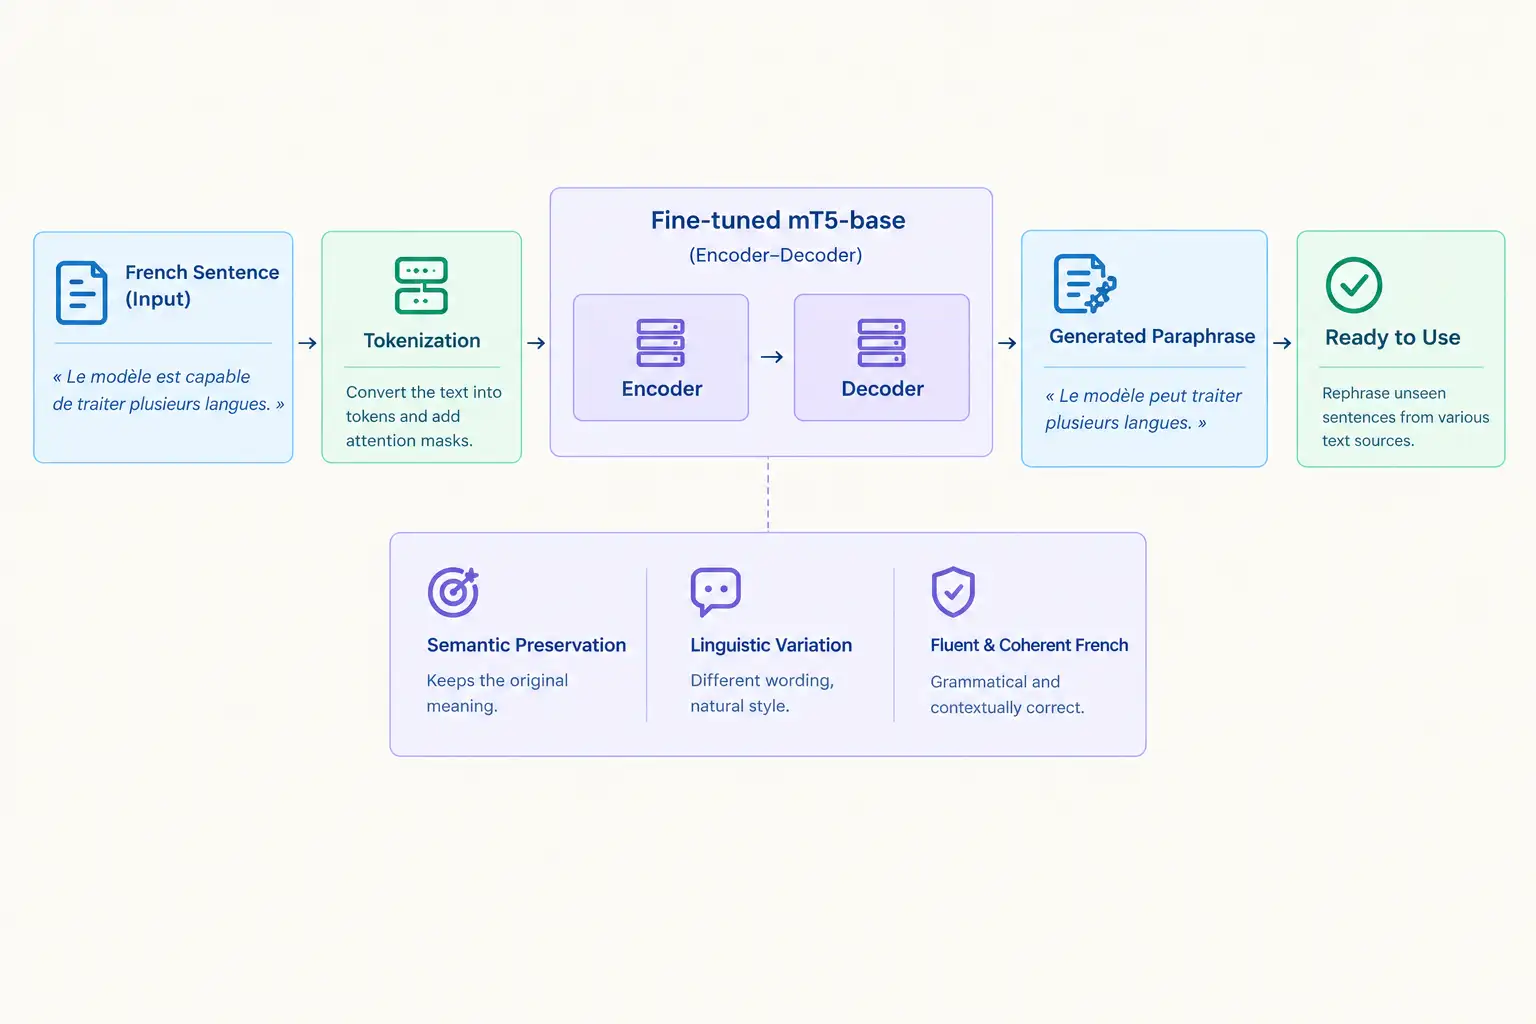 French Sentence
(Input)
« Le modèle est capable
de traiter plusieurs langues. »
Tokenization
Convert the text into
tokens and add
attention masks.
Fine-tuned mT5-base
(Encoder–Decoder)
Encoder
Decoder
Generated Paraphrase
« Le modèle peut traiter
plusieurs langues. »
Ready to Use
Rephrase unseen
sentences from various
text sources.
Semantic Preservation
Keeps the original
meaning.
Linguistic Variation
Different wording,
natural style.
Fluent & Coherent French
Grammatical and
contextually correct.